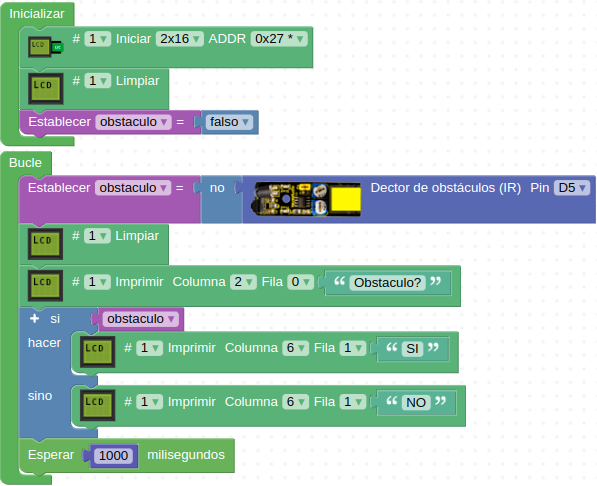 Inicializar
LCD I2C # 1 Iniciar 2x16 ADDR 0x27 *
LCD # 1 Limpiar
Establecer obstaculo = falso
Bucle
Establecer obstaculo = no Dector de obstáculos (IR) Pin D5
LCD # 1 Limpiar
LCD # 1 Imprimir Columna 2 Fila 0 “ Obstaculo? ”
+ si obstaculo
hacer LCD # 1 Imprimir Columna 6 Fila 1 “ SI ”
sino LCD # 1 Imprimir Columna 6 Fila 1 “ NO ”
Esperar 1000 milisegundos